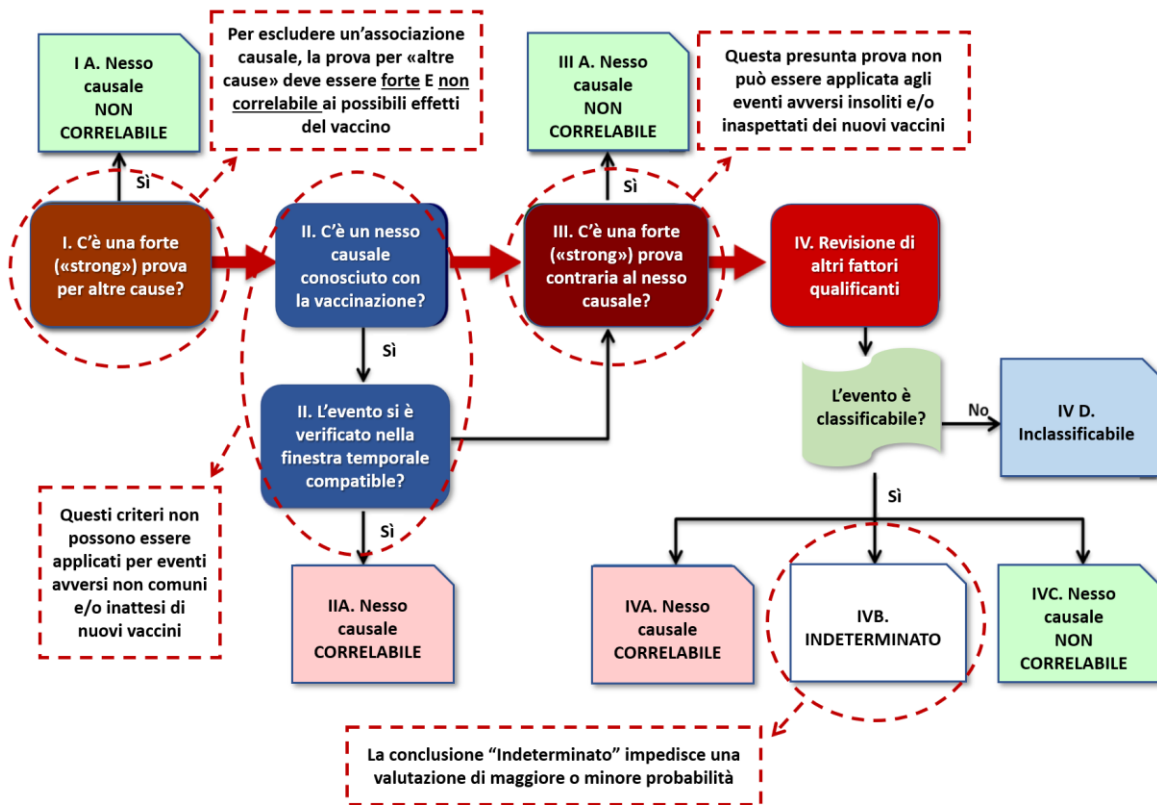 Per escludere un'associazione
causale, la prova per «altre
cause» deve essere forte E non
correlabile ai possibili effetti
del vaccino
I A. Nesso
causale
NON
CORRELABILE
III A. Nesso
causale
NON
CORRELABILE
Questa presunta prova non
può essere applicata agli
eventi avversi insoliti e/o
inaspettati dei nuovi vaccini
Sì
Sì
I. C'è una forte
(«strong») prova
per altre cause?
II. C'è un nesso
causale
conosciuto con
la vaccinazione?
III. C'è una forte
(«strong») prova
contraria al nesso
causale?
IV. Revisione di
altri fattori
qualificanti
Sì
II. L'evento si è
verificato nella
finestra temporale
compatible?
L'evento è
classificabile?
No
IV D.
Inclassificabile
Sì
Sì
Questi criteri non
possono essere
applicati per eventi
avversi non comuni
e/o inattesi di
nuovi vaccini
IIA. Nesso
causale
CORRELABILE
IVA. Nesso
causale
CORRELABILE
IVB.
INDETERMINATO
IVC. Nesso
causale
NON
CORRELABILE
La conclusione "Indeterminato" impedisce una
valutazione di maggiore o minore probabilità